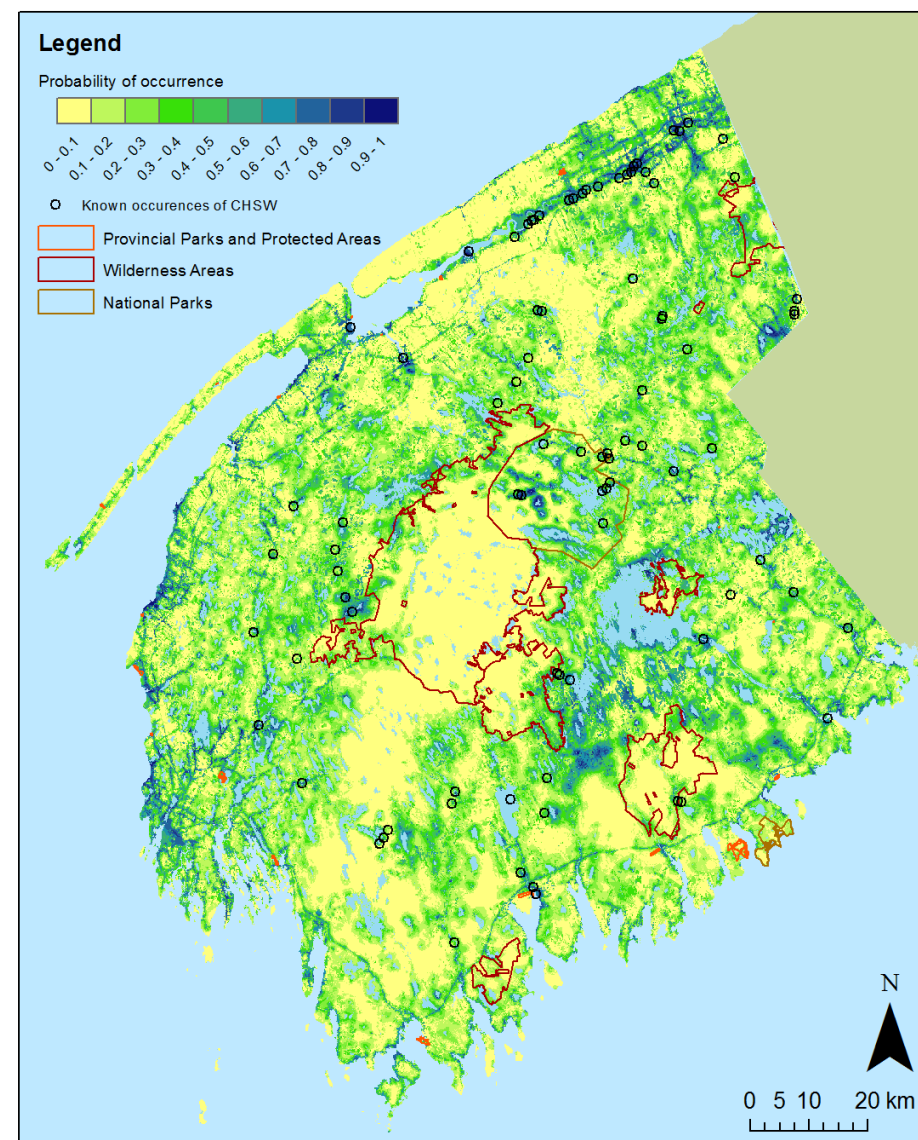 Legend
Probability of occurrence
0 - 0.1
0.1 - 0.2
0.2 - 0.3
0.3 - 0.4
0.4 - 0.5
0.5 - 0.6
0.6 - 0.7
0.7 - 0.8
0.8 - 0.9
0.9 - 1
Known occurences of CHSW
Provincial Parks and Protected Areas
Wilderness Areas
National Parks
N
0 5 10 20 km